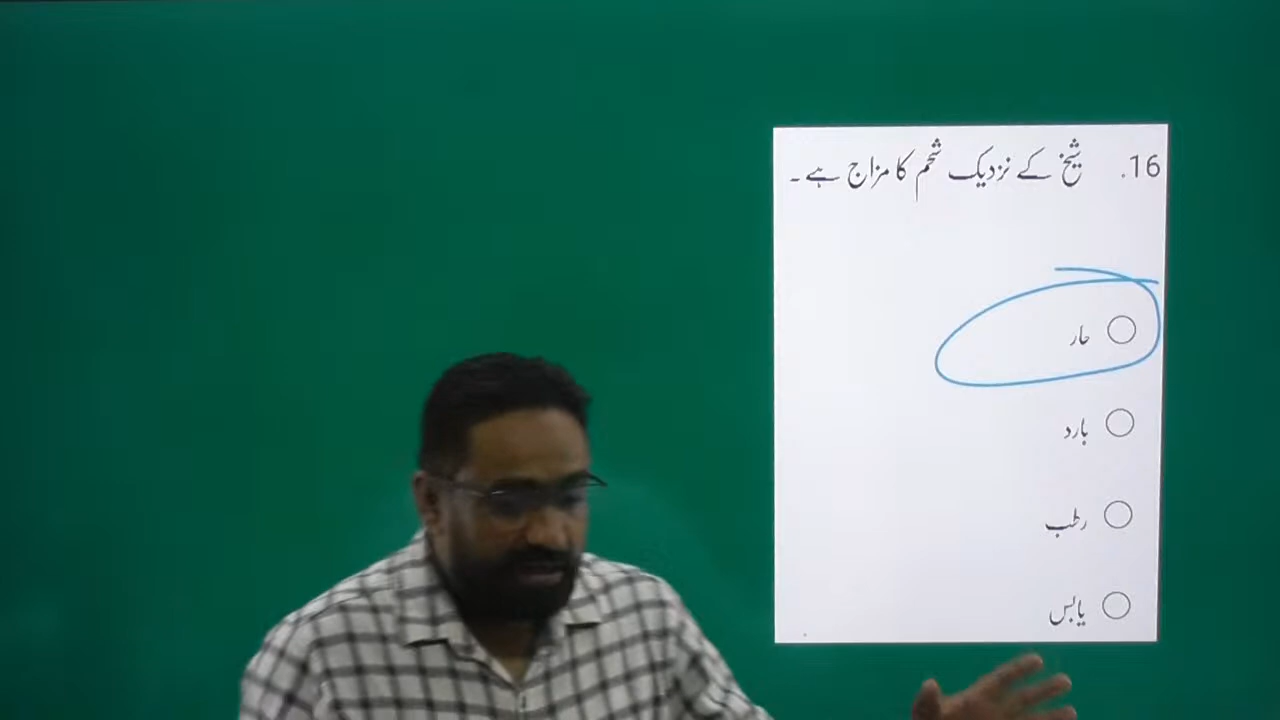 16. شیخ کے نزدیک شحم کا مزاج ہے۔
حار
بارد
رطب
یابس